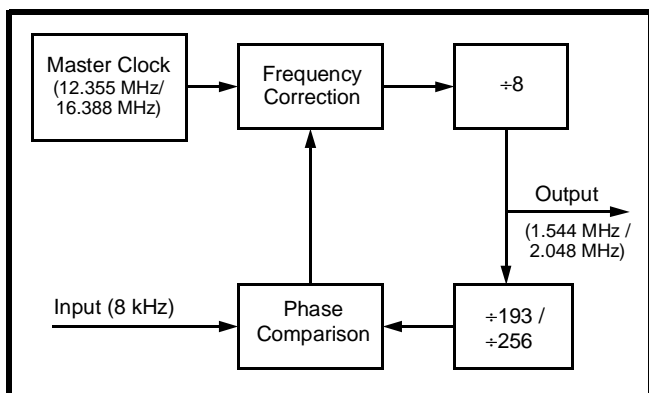 Master Clock
(12.355 MHz/
16.388 MHz)
Frequency
Correction
÷8
Output
(1.544 MHz /
2.048 MHz)
Input (8 kHz)
Phase
Comparison
÷193 /
÷256